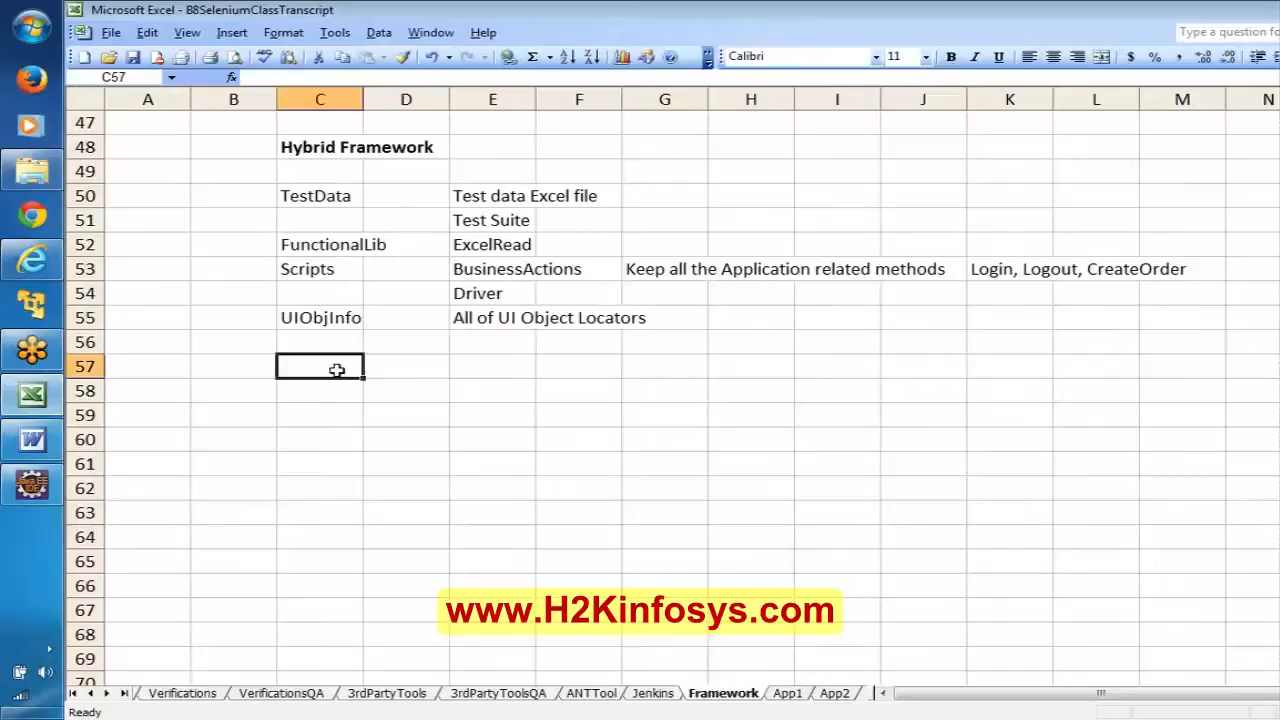 Microsoft Excel - B8SeleniumClassTranscript
File Edit View Insert Format Tools Data Window Help
Type a question fo
Calibri 11 B I U $ % ,
C57 fx
A B C D E F G H I J K L M N
47
48 Hybrid Framework
49
50 TestData Test data Excel file
51 Test Suite
52 FunctionalLib ExcelRead
53 Scripts BusinessActions Keep all the Application related methods Login, Logout, CreateOrder
54 Driver
55 UIObjInfo All of UI Object Locators
56
57
58
59
60
61
62
63
64
65
66
67
68
69
70
www.H2Kinfosys.com
Verifications VerificationsQA 3rdPartyTools 3rdPartyToolsQA ANTTool Jenkins Framework App1 App2
Ready